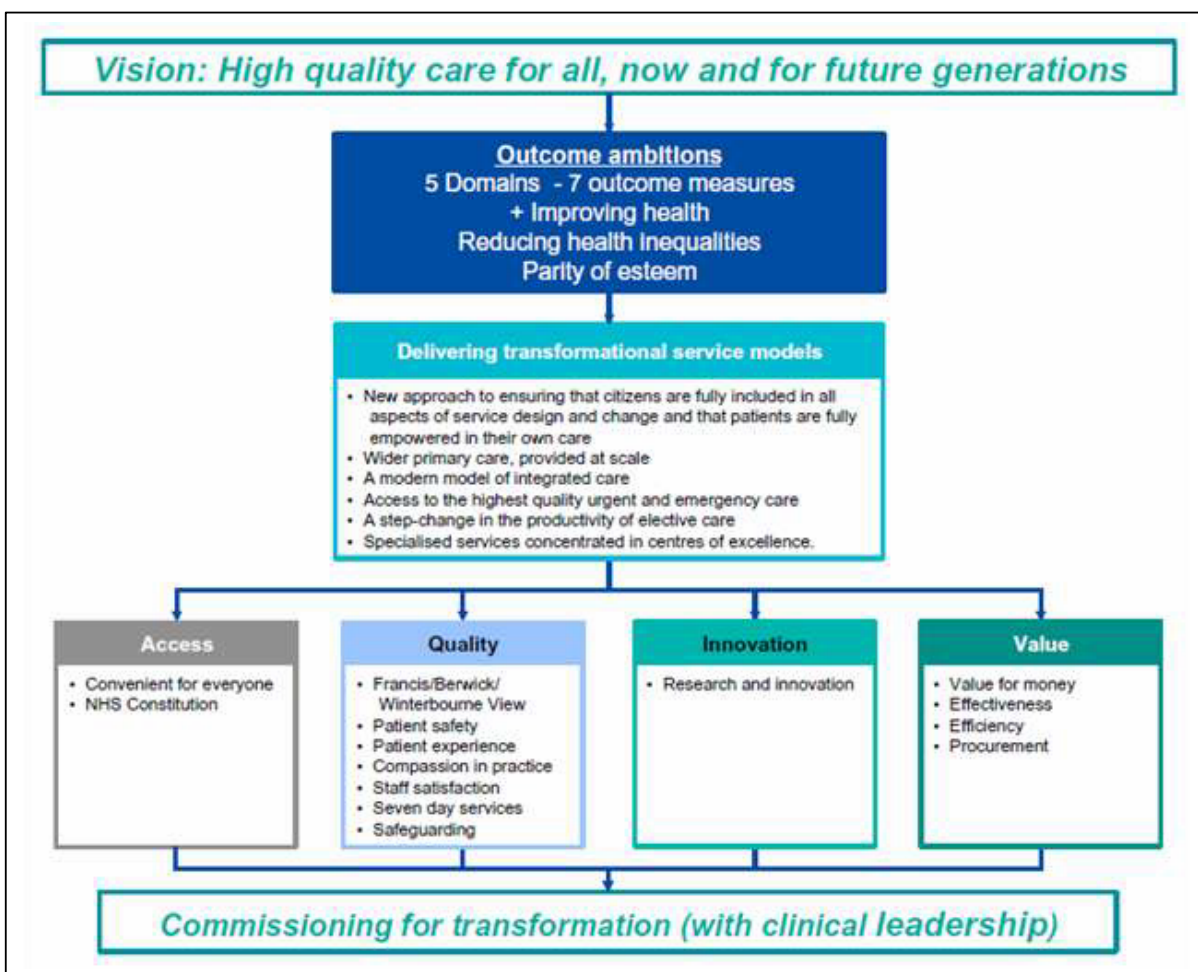 Vision: High quality care for all, now and for future generations
Outcome ambitions
5 Domains - 7 outcome measures
+ Improving health
Reducing health inequalities
Parity of esteem
Delivering transformational service models
• New approach to ensuring that citizens are fully included in all
aspects of service design and change and that patients are fully
empowered in their own care
• Wider primary care, provided at scale
• A modern model of integrated care
• Access to the highest quality urgent and emergency care
• A step-change in the productivity of elective care
• Specialised services concentrated in centres of excellence.
Access
• Convenient for everyone
• NHS Constitution
Quality
• Francis/Berwick/
Winterbourne View
• Patient safety
• Patient experience
• Compassion in practice
• Staff satisfaction
• Seven day services
• Safeguarding
Innovation
• Research and innovation
Value
• Value for money
• Effectiveness
• Efficiency
• Procurement
Commissioning for transformation (with clinical leadership)